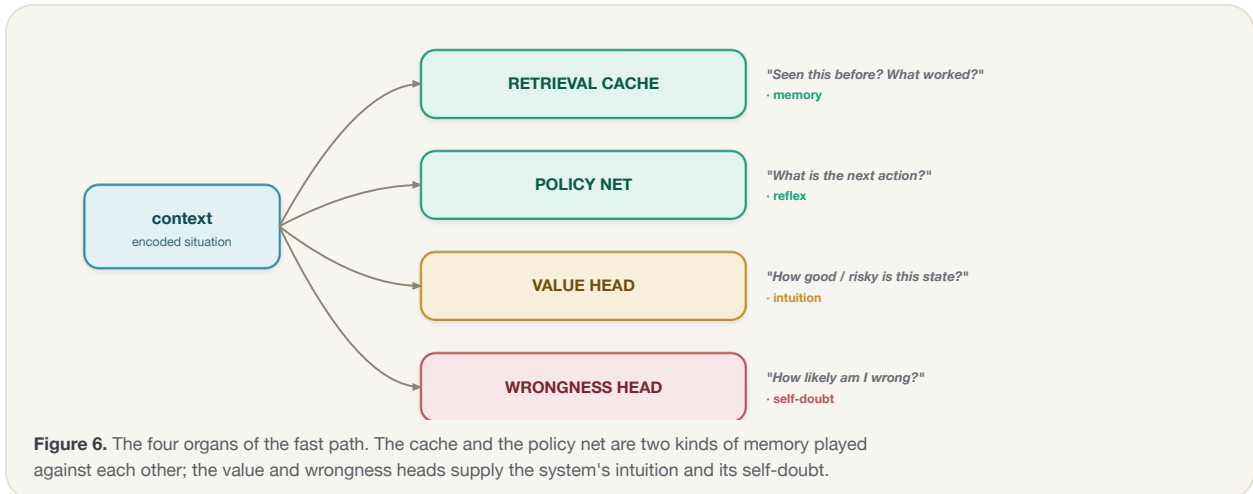 RETRIEVAL CACHE
"Seen this before? What worked?"
· memory
POLICY NET
"What is the next action?"
· reflex
context
encoded situation
VALUE HEAD
"How good / risky is this state?"
· intuition
WRONGNESS HEAD
"How likely am I wrong?"
· self-doubt
Figure 6. The four organs of the fast path. The cache and the policy net are two kinds of memory played
against each other; the value and wrongness heads supply the system's intuition and its self-doubt.